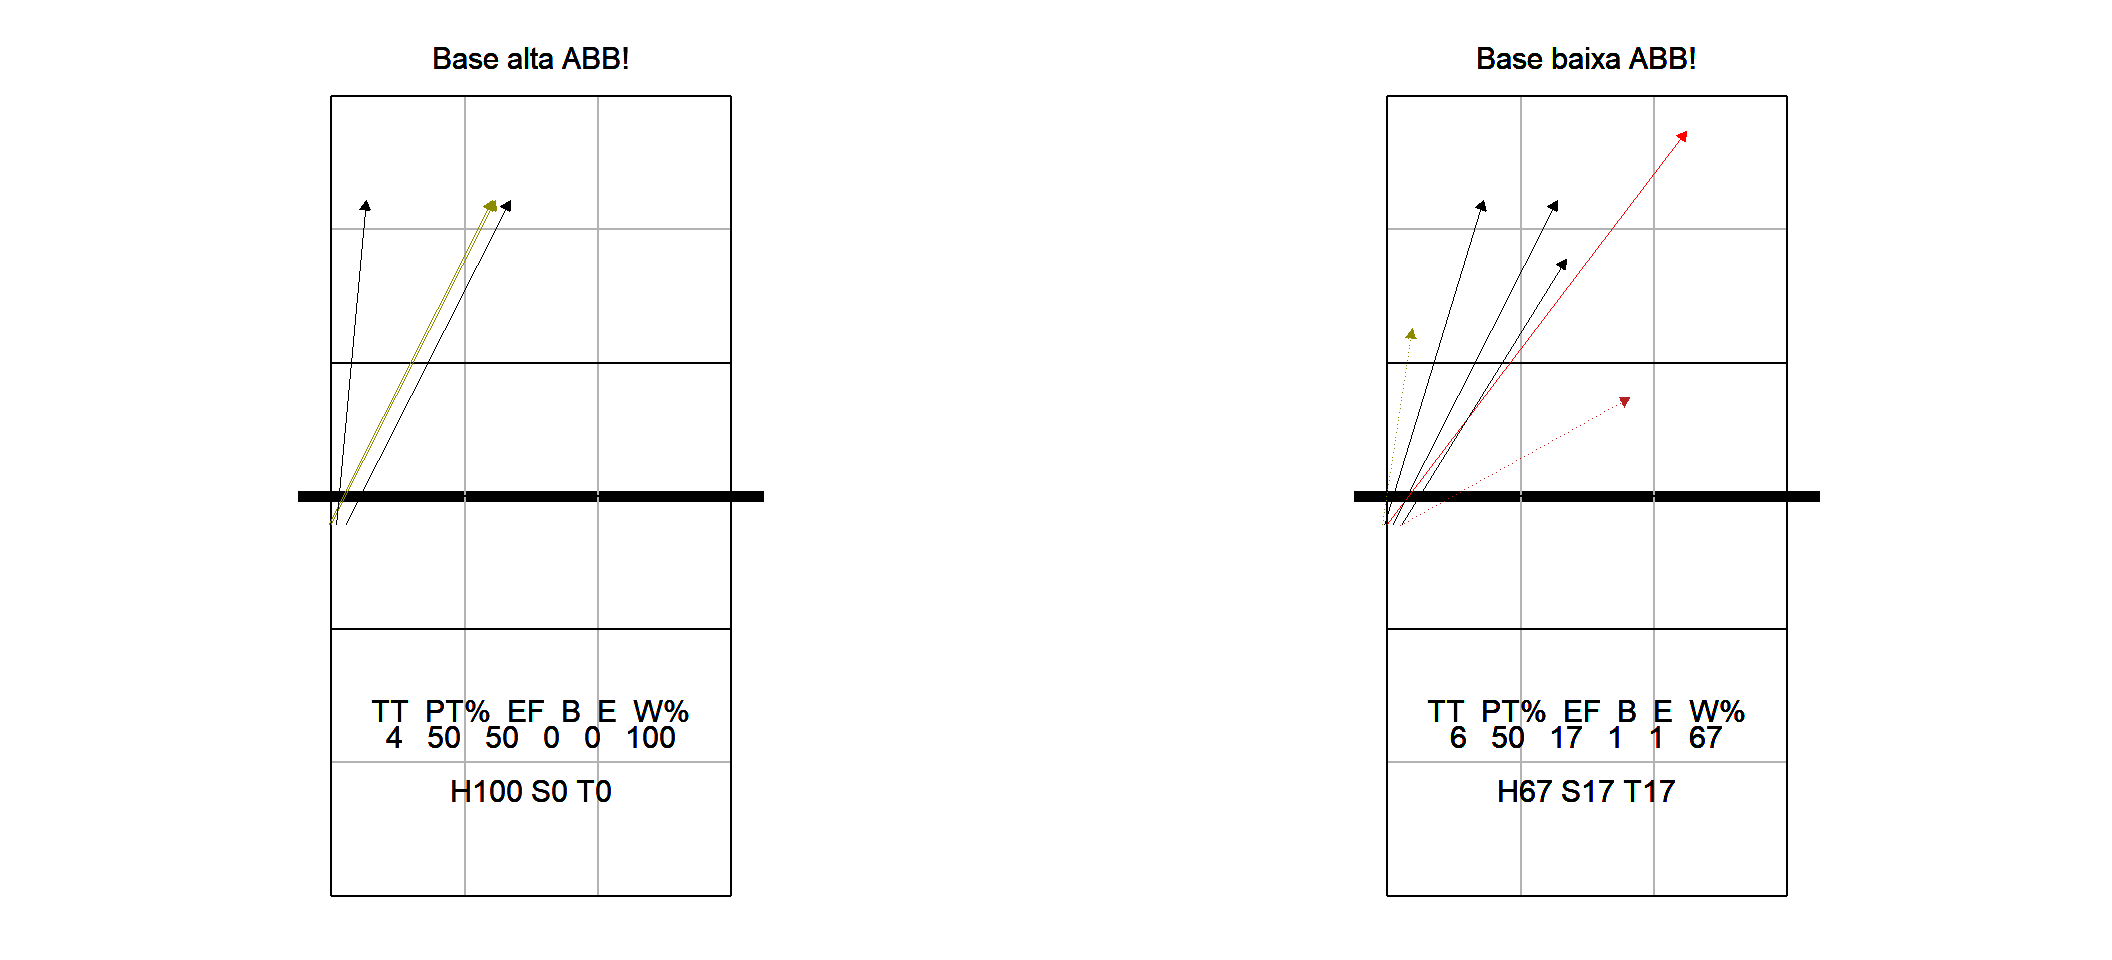 Base alta ABB!
TT PT% EF B E W%
4 50 50 0 0 100
H100 S0 T0
Base baixa ABB!
TT PT% EF B E W%
6 50 17 1 1 67
H67 S17 T17